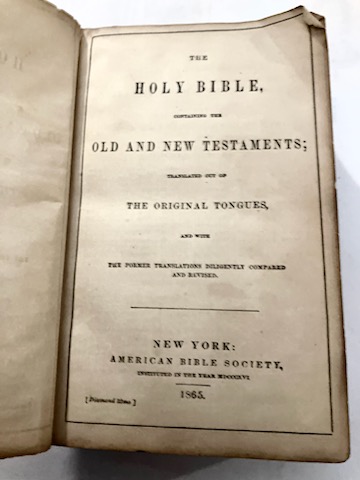 THE
HOLY BIBLE,
CONTAINING THE
OLD AND NEW TESTAMENTS;
TRANSLATED OUT OF
THE ORIGINAL TONGUES,
AND WITH
THE FORMER TRANSLATIONS DILIGENTLY COMPARED
AND REVISED.
NEW YORK:
AMERICAN BIBLE SOCIETY,
INSTITUTED IN THE YEAR MDCCCXVI.
1865.
[Diamond 32mo]